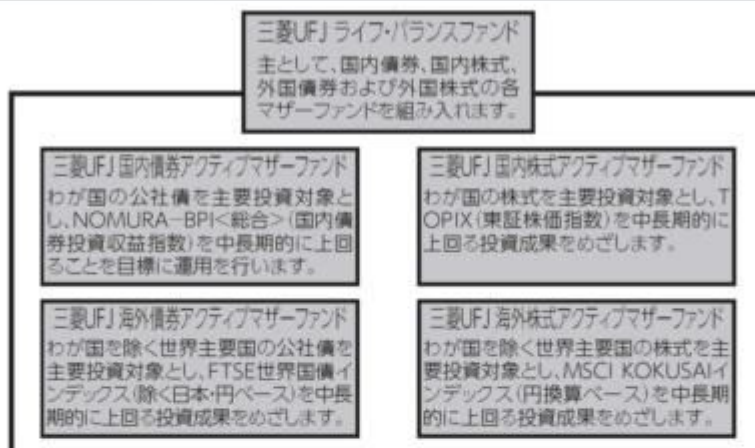 三菱UFJ ライフ・バランスファンド
主として、国内債券、国内株式、
外国債券および外国株式の各
マザーファンドを組み入れます。
三菱UFJ 国内債券アクティブマザーファンド
わが国の公社債を主要投資対象と
し、NOMURA-BPI<総合>(国内債
券投資収益指数)を中長期的に上回
ることを目標に運用を行います。
三菱UFJ 国内株式アクティブマザーファンド
わが国の株式を主要投資対象とし、T
OPIX(東証株価指数)を中長期的に
上回る投資成果をめざします。
三菱UFJ 海外債券アクティブマザーファンド
わが国を除く世界主要国の公社債を
主要投資対象とし、FTSE世界国債イ
ンデックス(除く日本・円ベース)を中長
期的に上回る投資成果をめざします。
三菱UFJ 海外株式アクティブマザーファンド
わが国を除く世界主要国の株式を主
要投資対象とし、MSCI KOKUSAIイ
ンデックス(円換算ベース)を中長期
的に上回る投資成果をめざします。